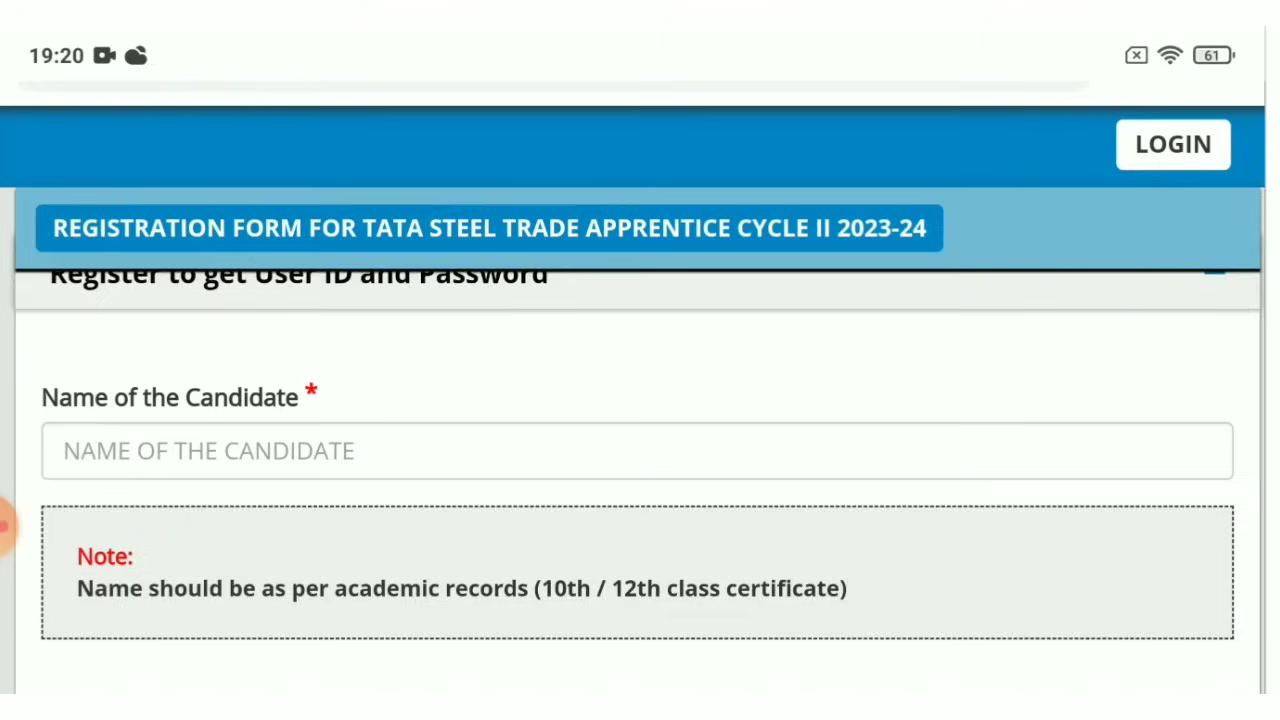 19:20
61
LOGIN
REGISTRATION FORM FOR TATA STEEL TRADE APPRENTICE CYCLE II 2023-24
Register to get User ID and Password
Name of the Candidate *
NAME OF THE CANDIDATE
Note:
Name should be as per academic records (10th / 12th class certificate)